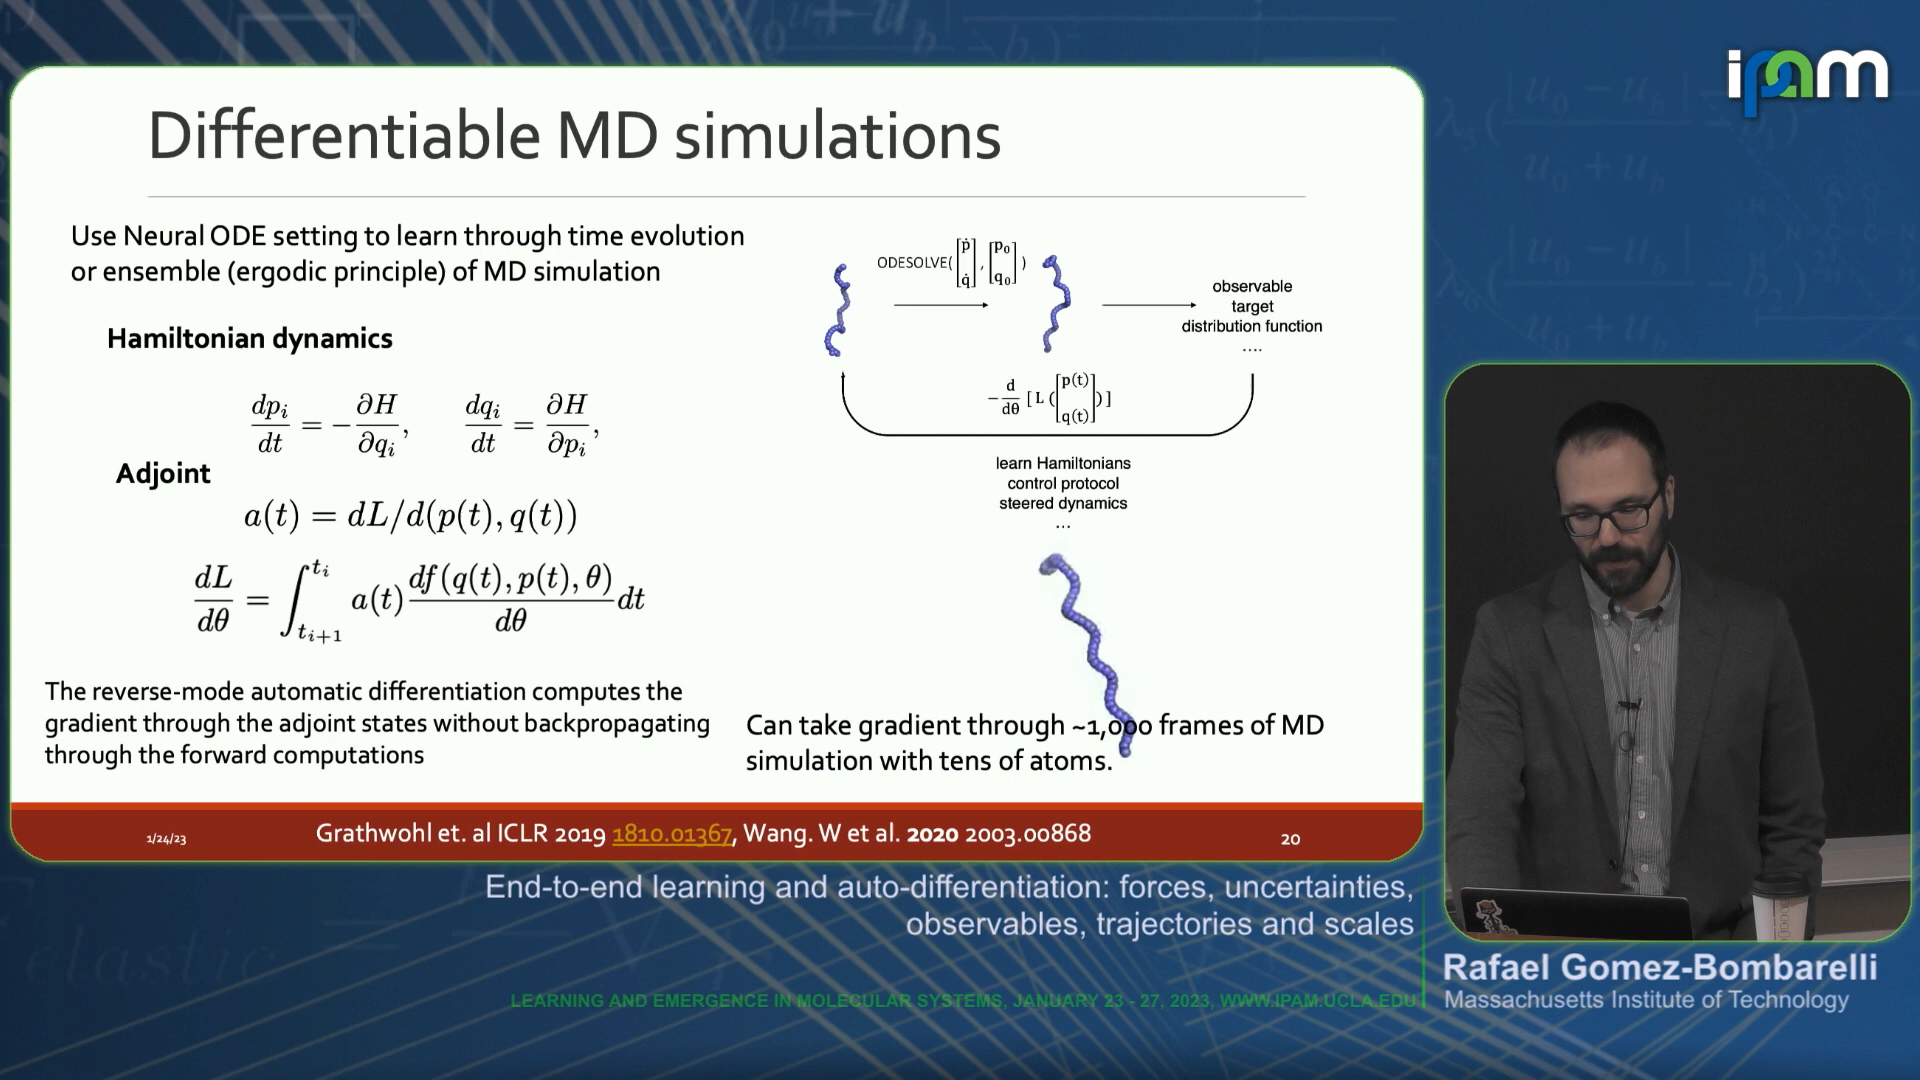 ipam
Differentiable MD simulations
Use Neural ODE setting to learn through time evolution
or ensemble (ergodic principle) of MD simulation
Hamiltonian dynamics
dp_i/dt = −∂H/∂q_i, dq_i/dt = ∂H/∂p_i,
Adjoint
a(t) = dL/d(p(t), q(t))
dL/dθ = ∫_{t_{i+1}}^{t_i} a(t) df(q(t), p(t), θ)/dθ dt
The reverse-mode automatic differentiation computes the
gradient through the adjoint states without backpropagating
through the forward computations
ODESOLVE([ṗ q̇], [p₀ q₀])
observable
target
distribution function
....
− d/dθ [L([p(t) q(t)])]
learn Hamiltonians
control protocol
steered dynamics
...
Can take gradient through ~1,000 frames of MD
simulation with tens of atoms.
1/24/23
Grathwohl et. al ICLR 2019 1810.01367, Wang. W et al. 2020 2003.00868
20
End-to-end learning and auto-differentiation: forces, uncertainties,
observables, trajectories and scales
LEARNING AND EMERGENCE IN MOLECULAR SYSTEMS, JANUARY 23 - 27, 2023, WWW.IPAM.UCLA.EDU
Rafael Gomez-Bombarelli
Massachusetts Institute of Technology
elastic